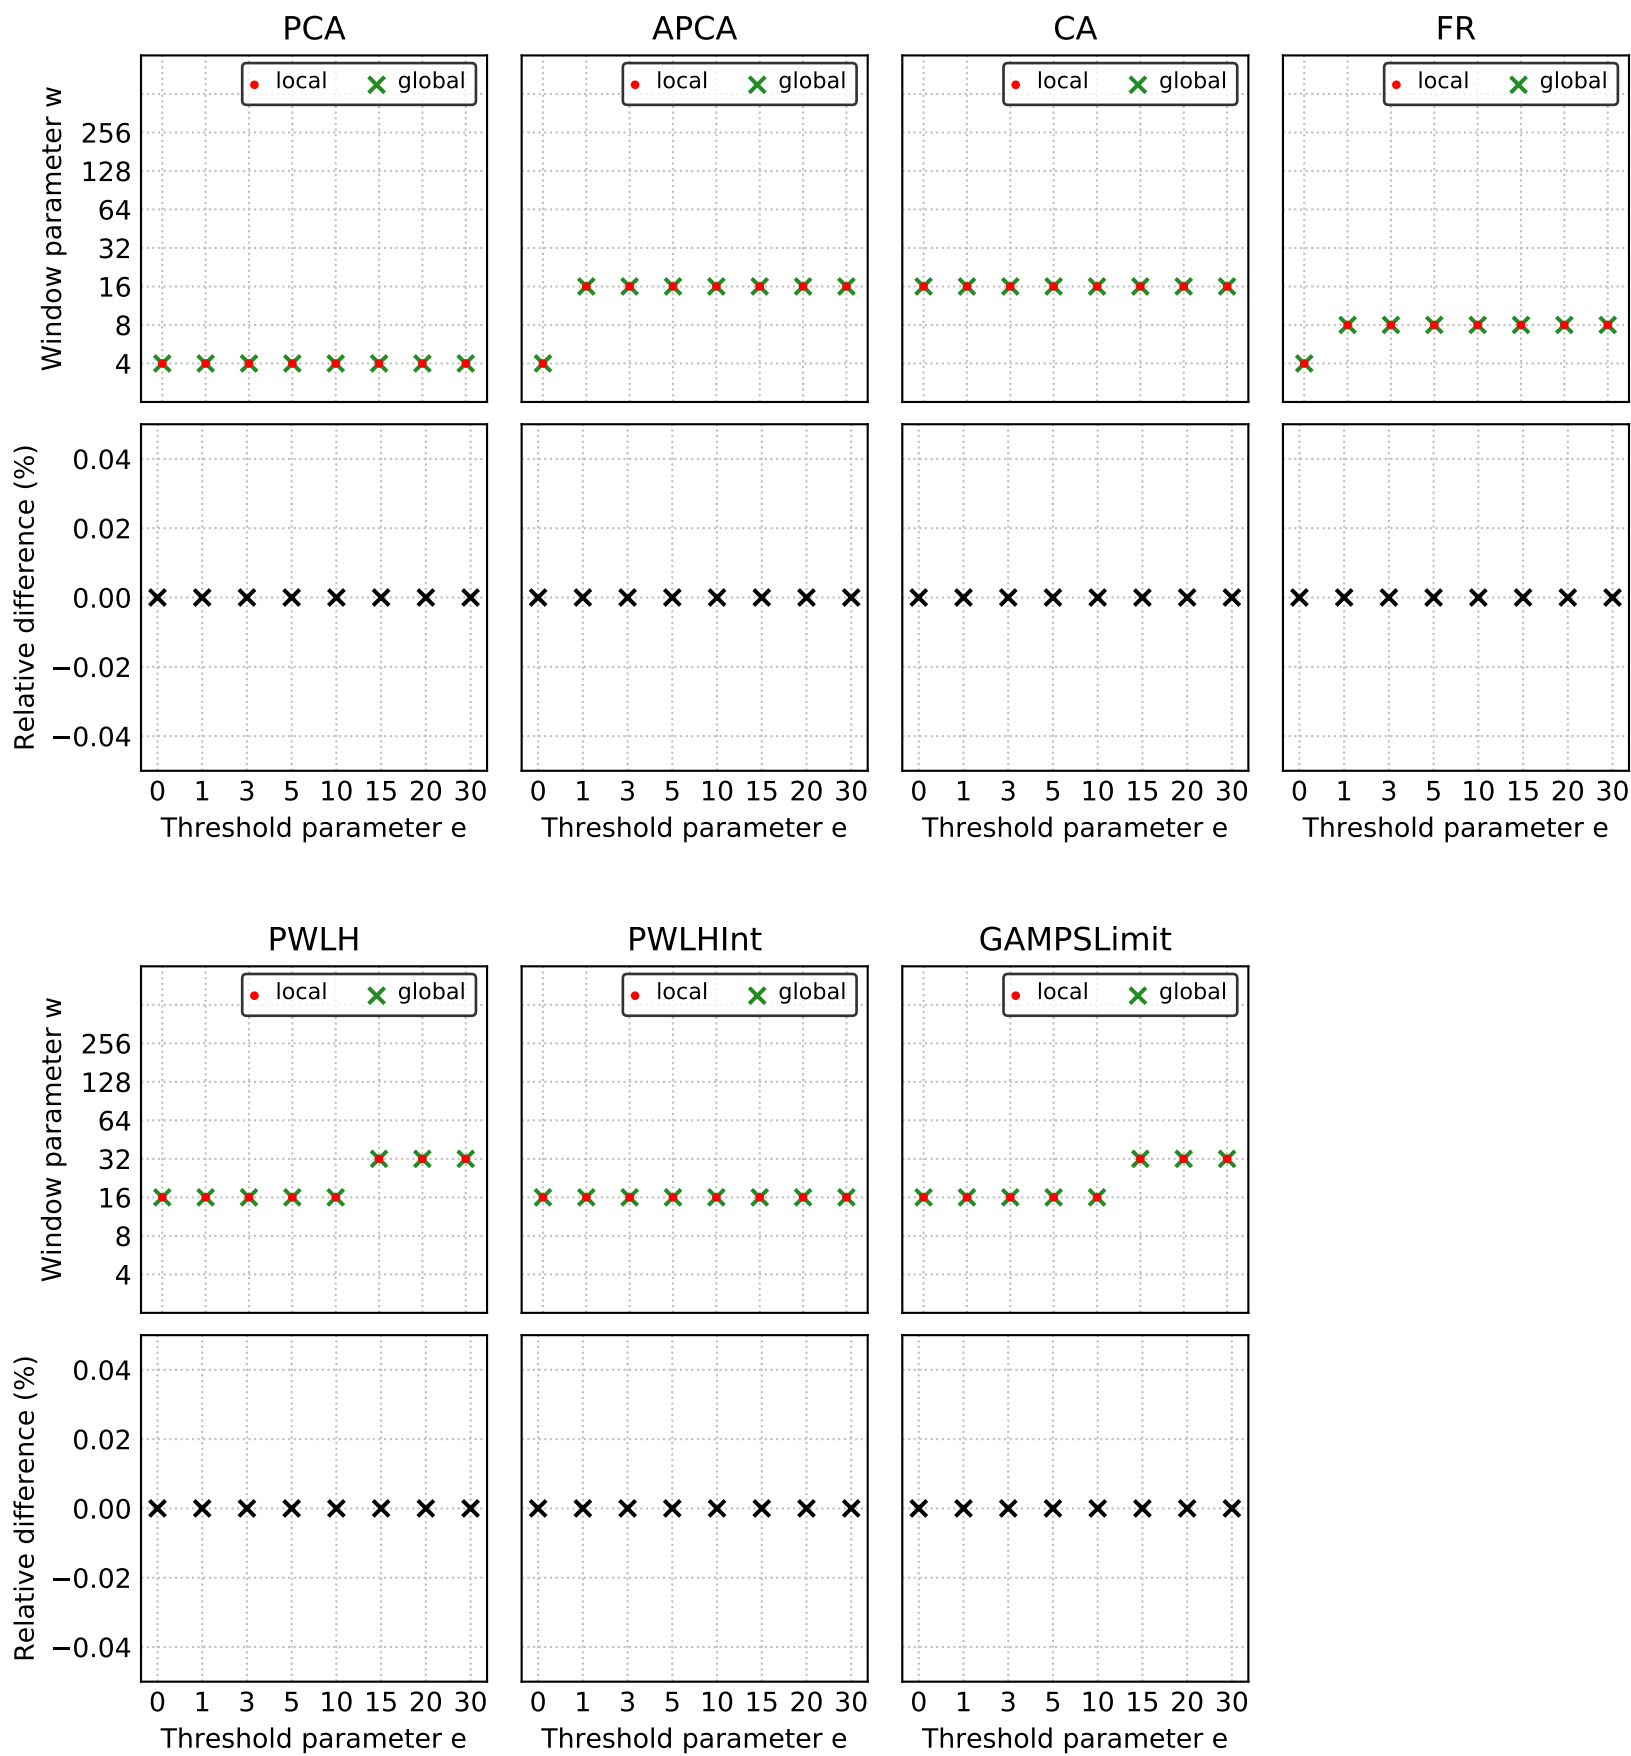 PCA APCA CA FR
local global local global local global local global
Window parameter w
256
128
64
32
16
8
4
Relative difference (%)
0.04
0.02
0.00
−0.02
−0.04
0 1 3 5 10 15 20 30 0 1 3 5 10 15 20 30 0 1 3 5 10 15 20 30 0 1 3 5 10 15 20 30
Threshold parameter e Threshold parameter e Threshold parameter e Threshold parameter e
PWLH PWLHInt GAMPSLimit
local global local global local global
Window parameter w
256
128
64
32
16
8
4
Relative difference (%)
0.04
0.02
0.00
−0.02
−0.04
0 1 3 5 10 15 20 30 0 1 3 5 10 15 20 30 0 1 3 5 10 15 20 30
Threshold parameter e Threshold parameter e Threshold parameter e